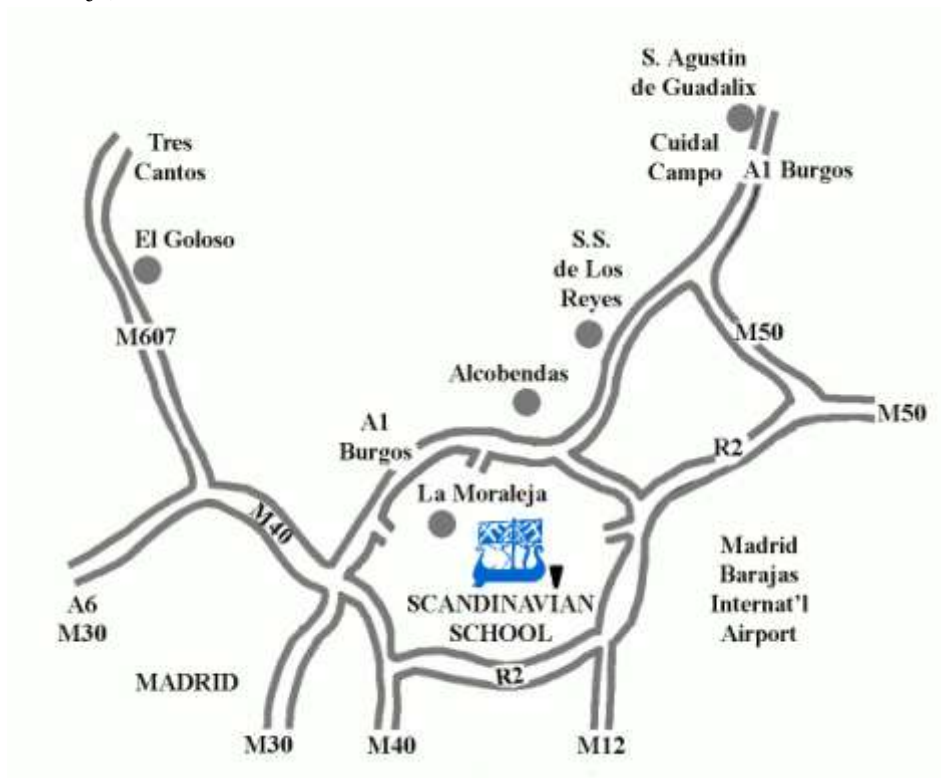 S. Agustin
de Guadalix
Tres
Cantos
Cuidal
Campo
A1 Burgos
El Goloso
S.S.
de Los
Reyes
M607
M50
Alcobendas
A1
Burgos
M50
R2
La Moraleja
M40
Madrid
Barajas
Internat'l
Airport
SCANDINAVIAN
SCHOOL
A6
M30
MADRID
R2
M30
M40
M12